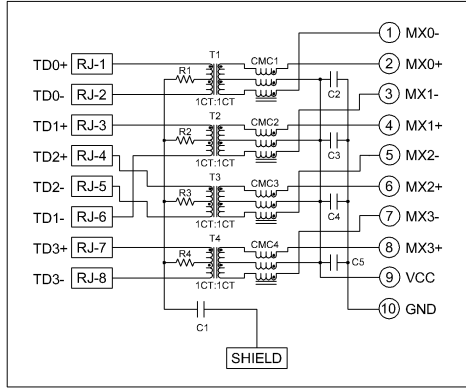 1 MX0-
T1
CMC1
TD0+ RJ-1
2 MX0+
R1
TD0- RJ-2
C2
1CT:1CT
3 MX1-
T2
CMC2
TD1+ RJ-3
4 MX1+
R2
TD2+ RJ-4
C3
1CT:1CT
5 MX2-
T3
CMC3
TD2- RJ-5
6 MX2+
R3
TD1- RJ-6
C4
1CT:1CT
7 MX3-
T4
CMC4
TD3+ RJ-7
8 MX3+
R4
C5
TD3- RJ-8
9 VCC
1CT:1CT
10 GND
C1
SHIELD